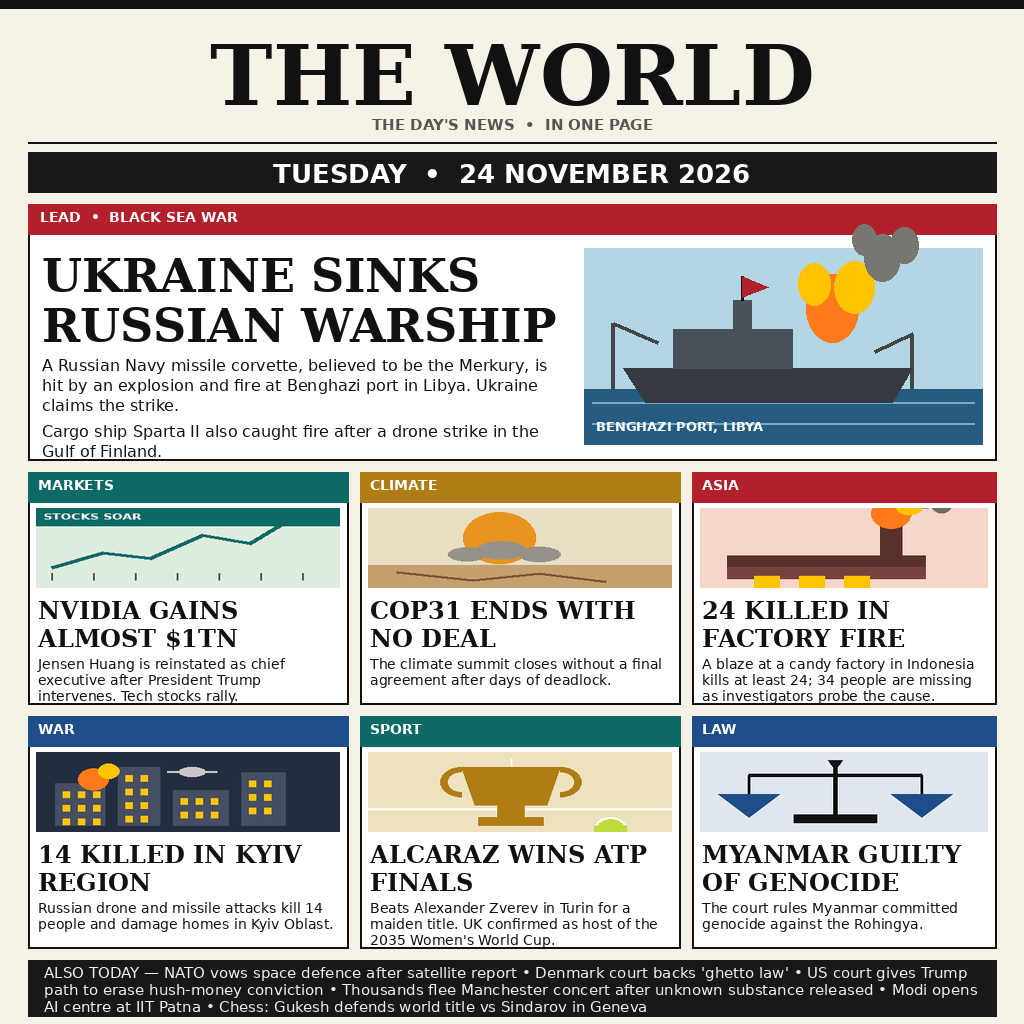 THE WORLD
THE DAY'S NEWS • IN ONE PAGE
TUESDAY • 24 NOVEMBER 2026
LEAD • BLACK SEA WAR
UKRAINE SINKS
RUSSIAN WARSHIP
A Russian Navy missile corvette, believed to be the Merkury, is
hit by an explosion and fire at Benghazi port in Libya. Ukraine
claims the strike.
Cargo ship Sparta II also caught fire after a drone strike in the
Gulf of Finland.
BENGHAZI PORT, LIBYA
MARKETS
STOCKS SOAR
NVIDIA GAINS
ALMOST $1TN
Jensen Huang is reinstated as chief
executive after President Trump
intervenes. Tech stocks rally.
CLIMATE
COP31 ENDS WITH
NO DEAL
The climate summit closes without a final
agreement after days of deadlock.
ASIA
24 KILLED IN
FACTORY FIRE
A blaze at a candy factory in Indonesia
kills at least 24; 34 people are missing
as investigators probe the cause.
WAR
14 KILLED IN KYIV
REGION
Russian drone and missile attacks kill 14
people and damage homes in Kyiv Oblast.
SPORT
ALCARAZ WINS ATP
FINALS
Beats Alexander Zverev in Turin for a
maiden title. UK confirmed as host of the
2035 Women's World Cup.
LAW
MYANMAR GUILTY
OF GENOCIDE
The court rules Myanmar committed
genocide against the Rohingya.
ALSO TODAY — NATO vows space defence after satellite report • Denmark court backs 'ghetto law' • US court gives Trump
path to erase hush-money conviction • Thousands flee Manchester concert after unknown substance released • Modi opens
AI centre at IIT Patna • Chess: Gukesh defends world title vs Sindarov in Geneva